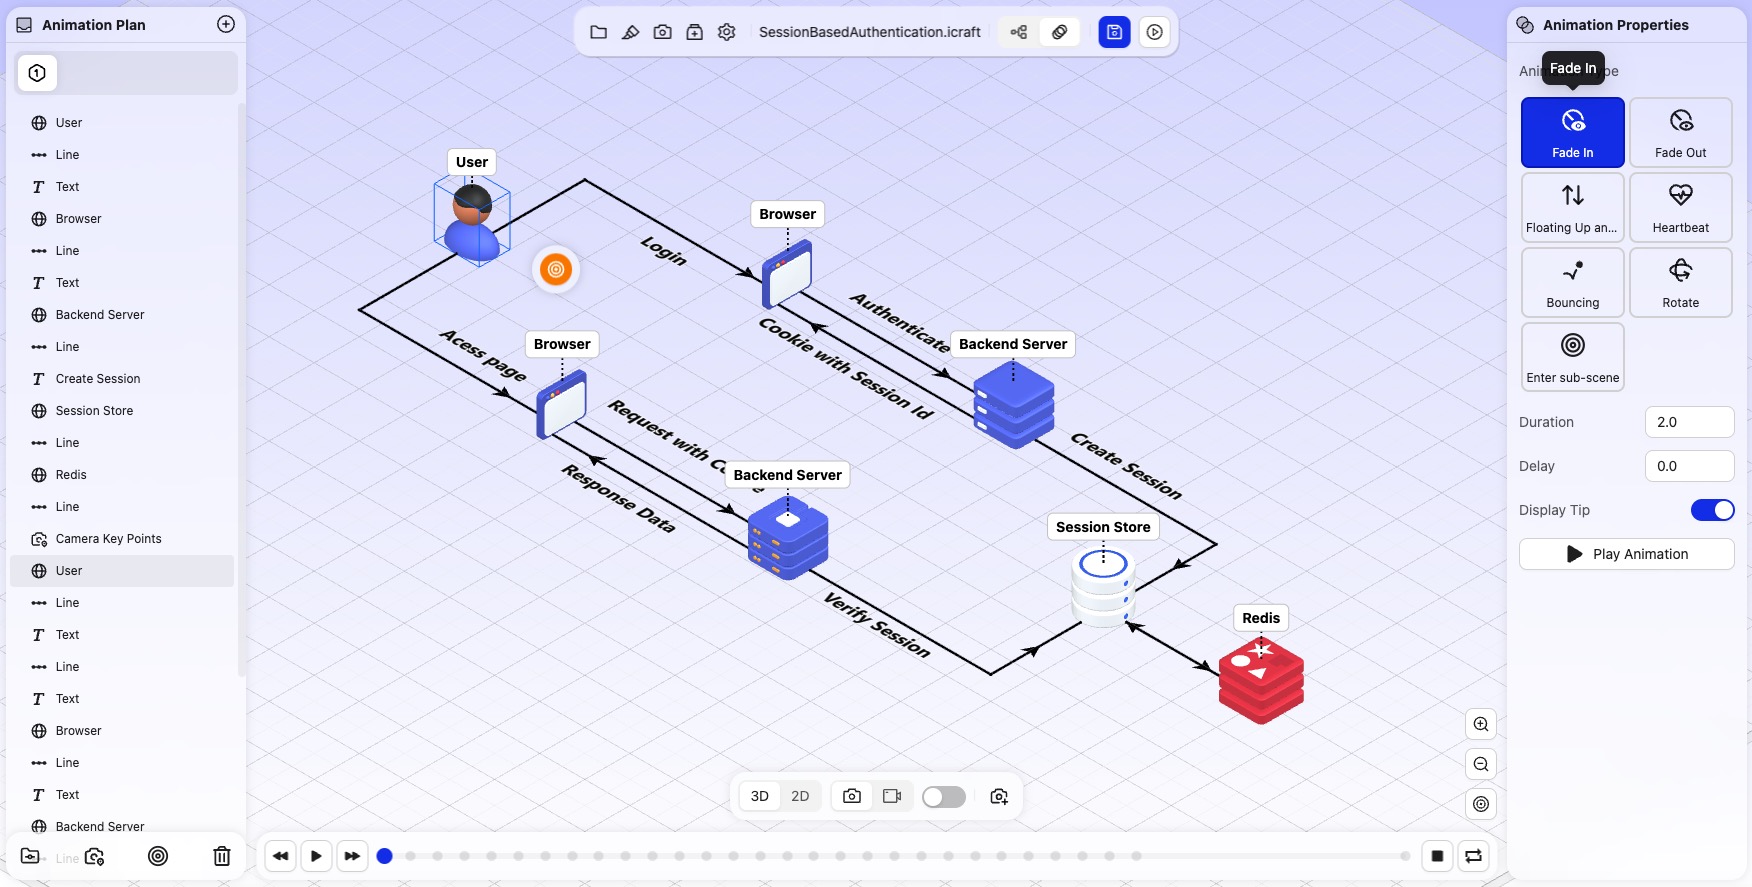 Animation Plan
1
User
Line
Text
Browser
Line
Text
Backend Server
Line
Create Session
Session Store
Line
Redis
Line
Camera Key Points
User
Line
Text
Line
Text
Browser
Line
Text
Backend Server
Line
SessionBasedAuthentication.icraft
User
Login
Browser
Authenticate
Cookie with Session Id
Backend Server
Acess page
Browser
Request with
Response Data
Backend Server
Create Session
Session Store
Verify Session
Redis
3D
2D
Animation Properties
Fade In
Fade In
Fade Out
Floating Up an...
Heartbeat
Bouncing
Rotate
Enter sub-scene
Duration
2.0
Delay
0.0
Display Tip
Play Animation